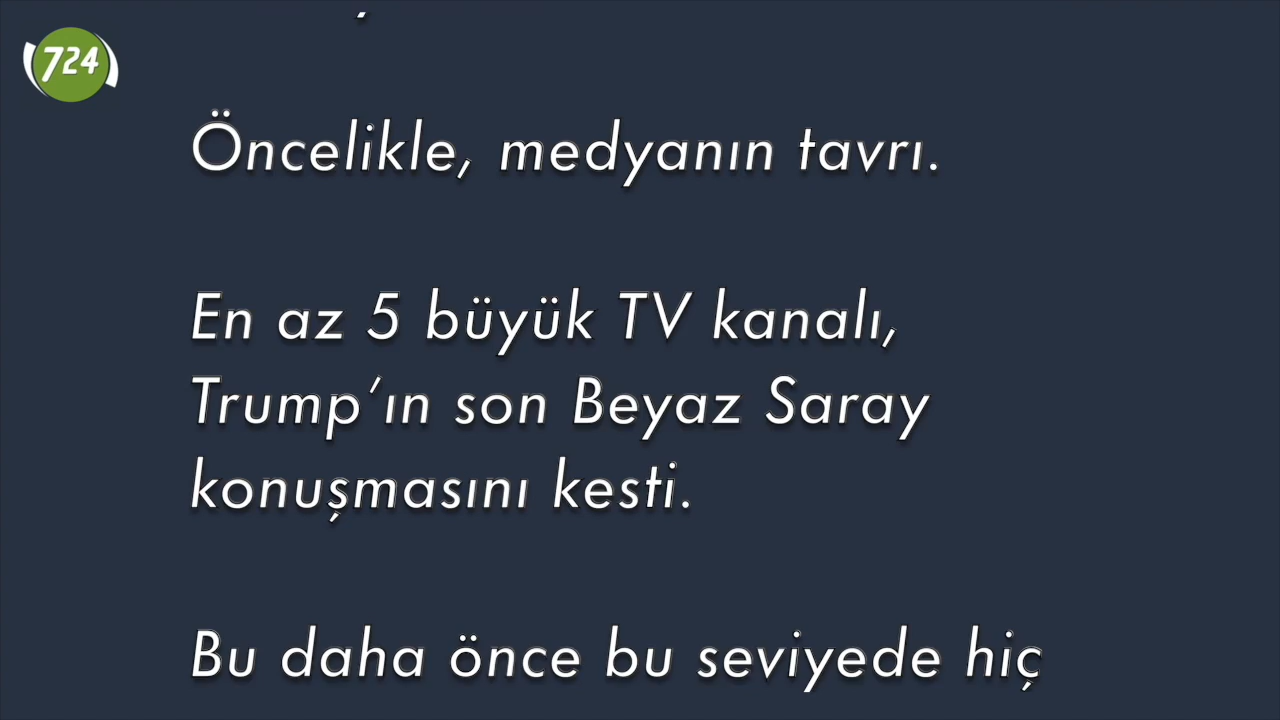 724
Öncelikle, medyanın tavrı.
En az 5 büyük TV kanalı,
Trump’ın son Beyaz Saray
konuşmasını kesti.
Bu daha önce bu seviyede hiç